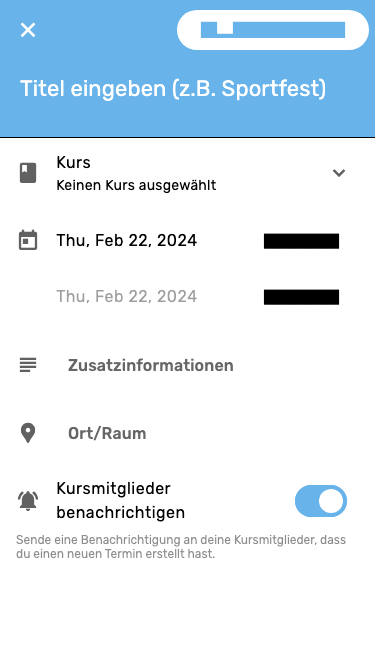 Titel eingeben (z.B. Sportfest)
Kurs
Keinen Kurs ausgewählt
Thu, Feb 22, 2024
Thu, Feb 22, 2024
Zusatzinformationen
Ort/Raum
Kursmitglieder
benachrichtigen
Sende eine Benachrichtigung an deine Kursmitglieder, dass
du einen neuen Termin erstellt hast.